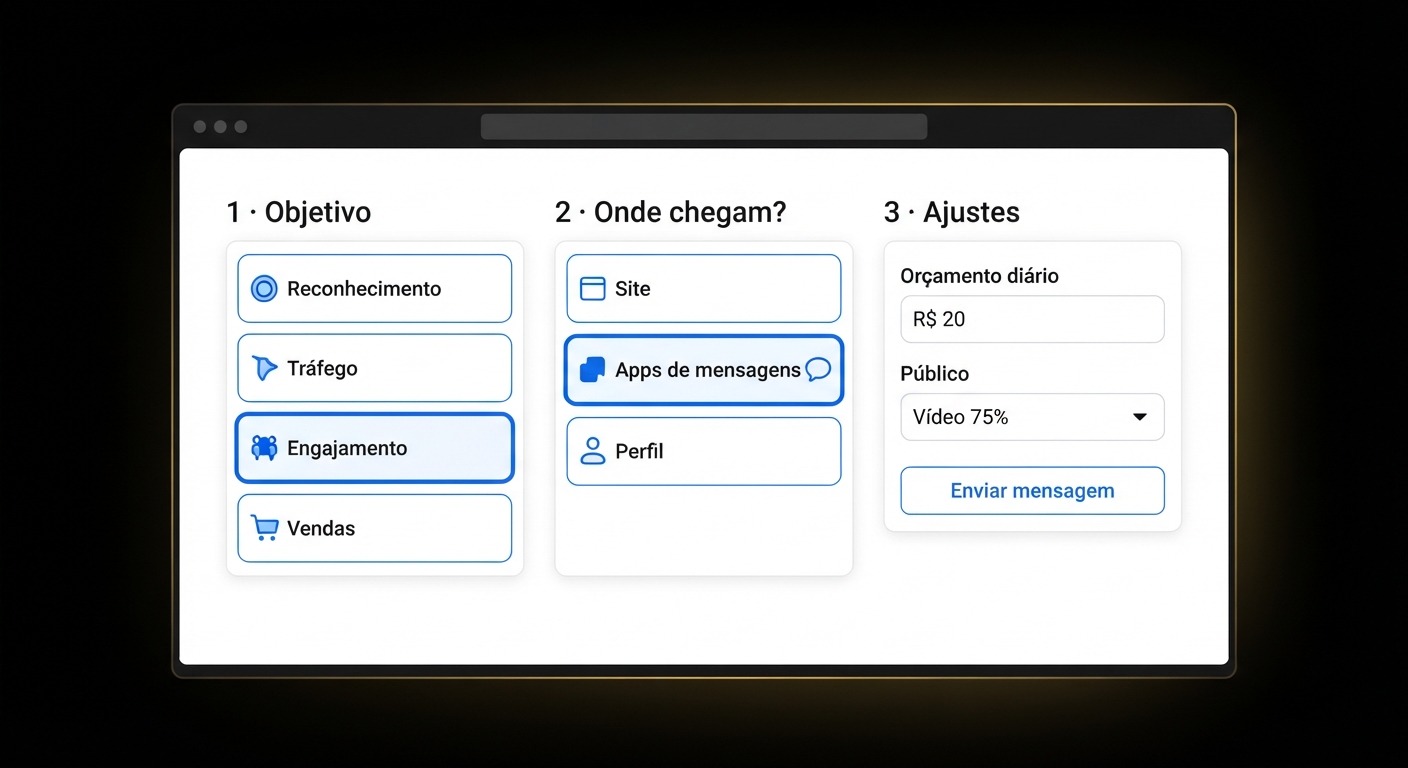 1 · Objetivo
Reconhecimento
Tráfego
Engajamento
Vendas
2 · Onde chegam?
Site
Apps de mensagens
Perfil
3 · Ajustes
Orçamento diário
R$ 20
Público
Vídeo 75%
Enviar mensagem